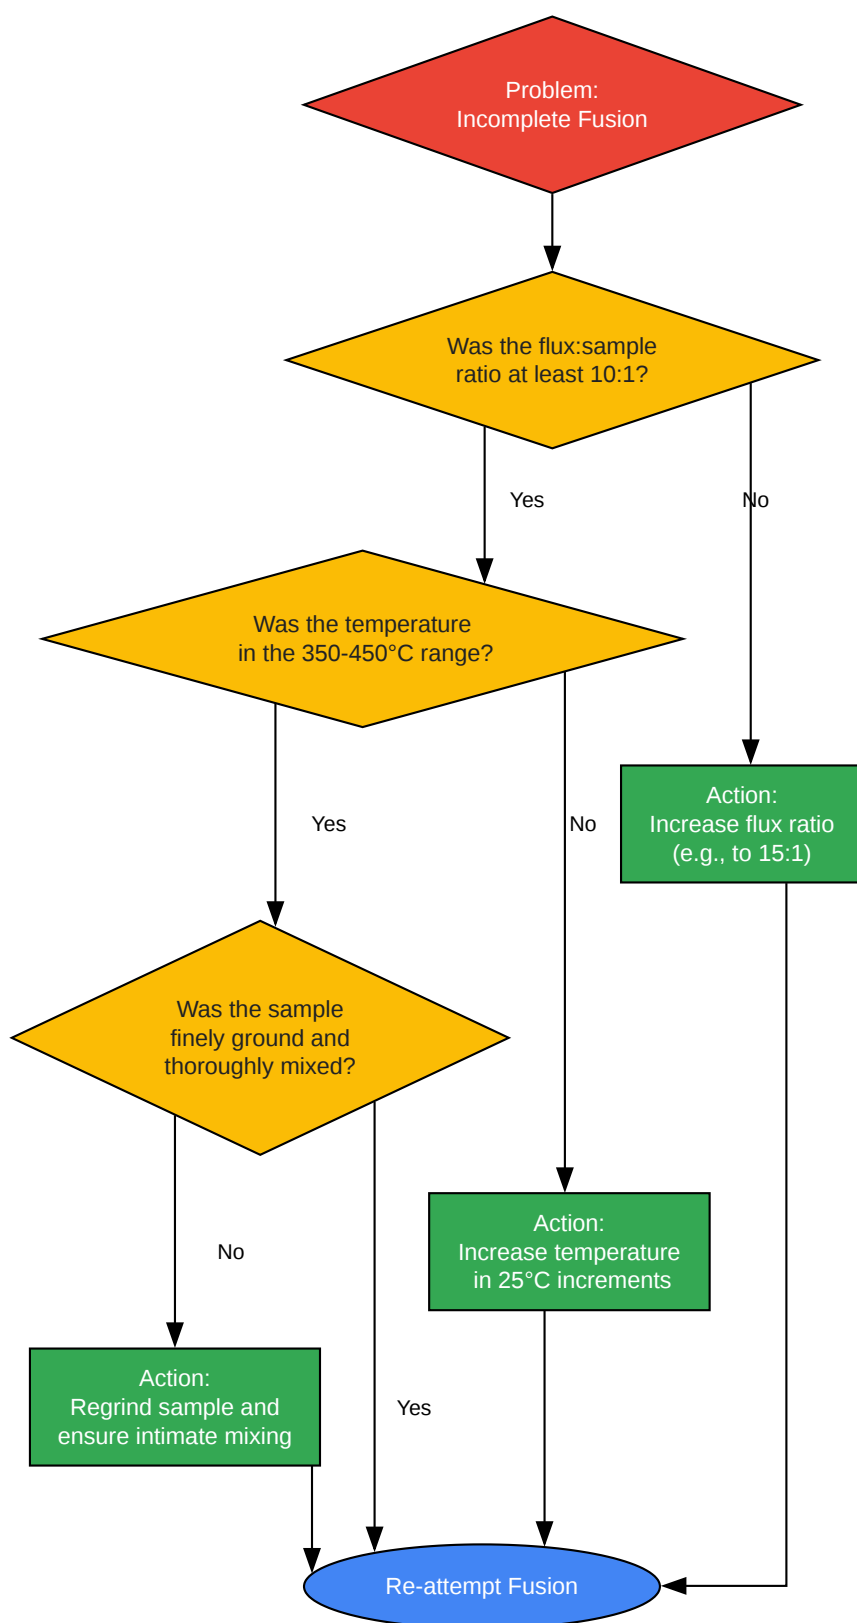 Problem:
Incomplete Fusion
Was the flux:sample
ratio at least 10:1?
Yes
No
Was the temperature
in the 350-450°C range?
Action:
Increase flux ratio
(e.g., to 15:1)
Yes
No
Was the sample
finely ground and
thoroughly mixed?
Action:
Increase temperature
in 25°C increments
No
Action:
Regrind sample and
ensure intimate mixing
Yes
Re-attempt Fusion